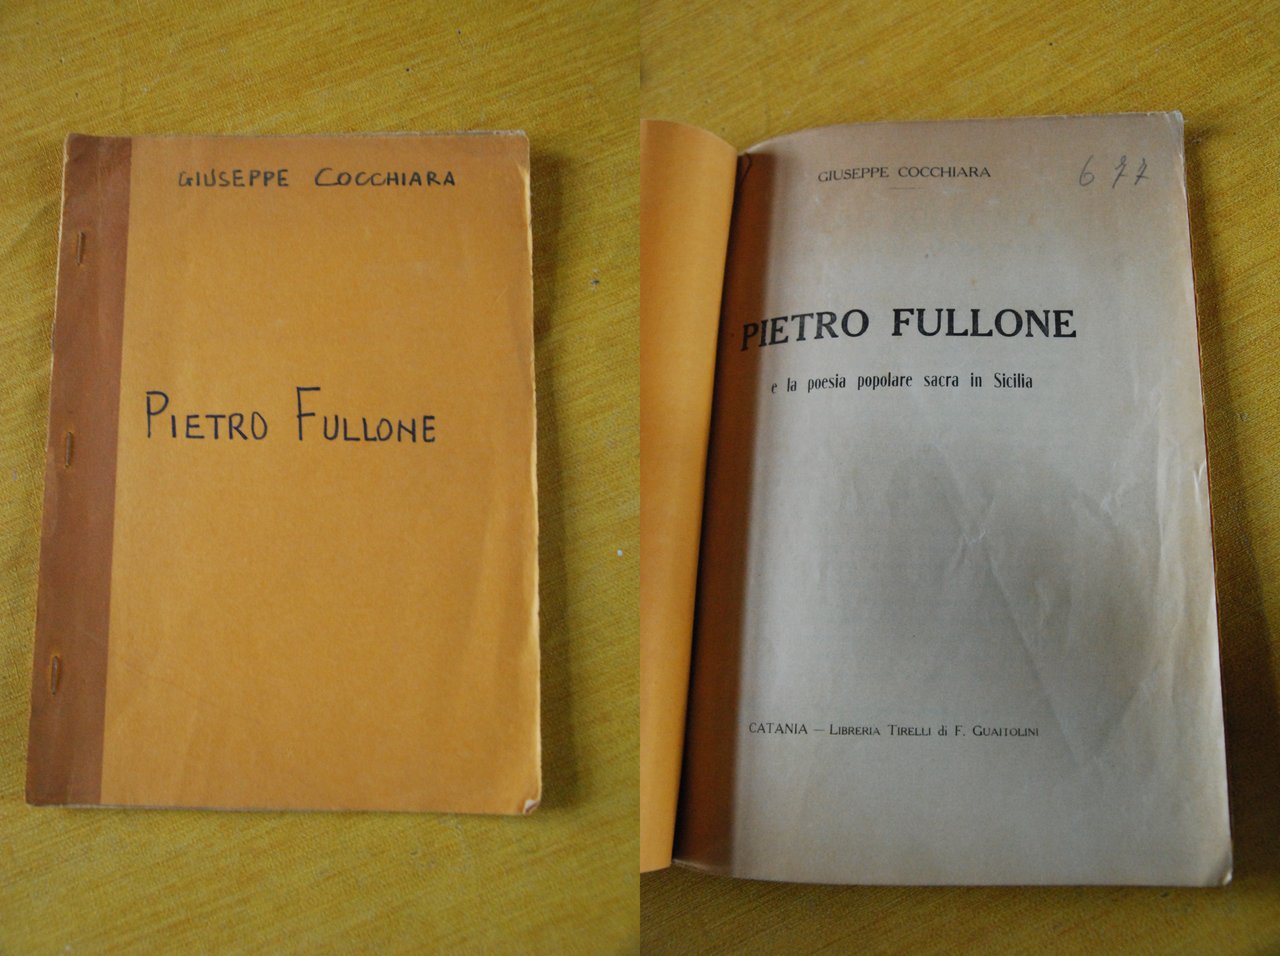 GIUSEPPE COCCHIARA
PIETRO FULLONE
GIUSEPPE COCCHIARA
677
PIETRO FULLONE
e la poesia popolare sacra in Sicilia
CATANIA — LIBRERIA TIRELLI di F. GUAITOLINI